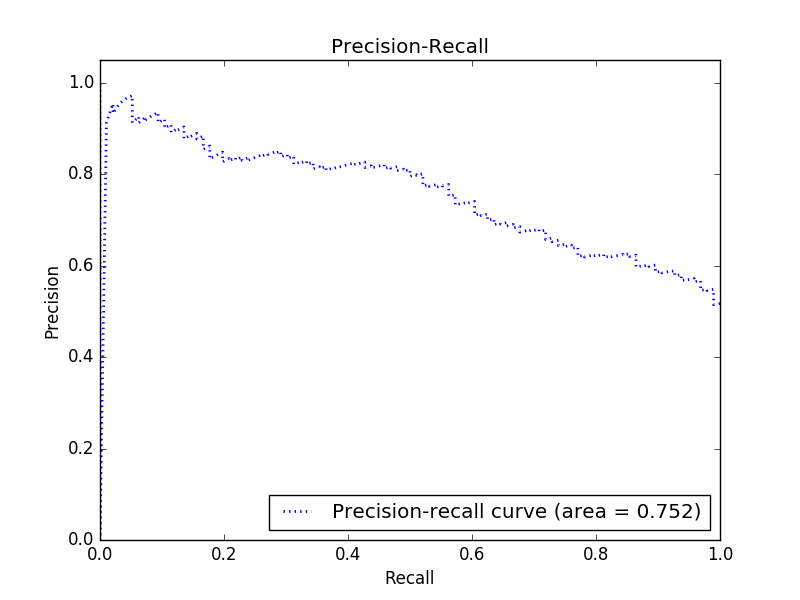 Precision-Recall
1.0
0.8
0.6
0.4
0.2
0.0
Precision
0.0 0.2 0.4 0.6 0.8 1.0
Recall
Precision-recall curve (area = 0.752)